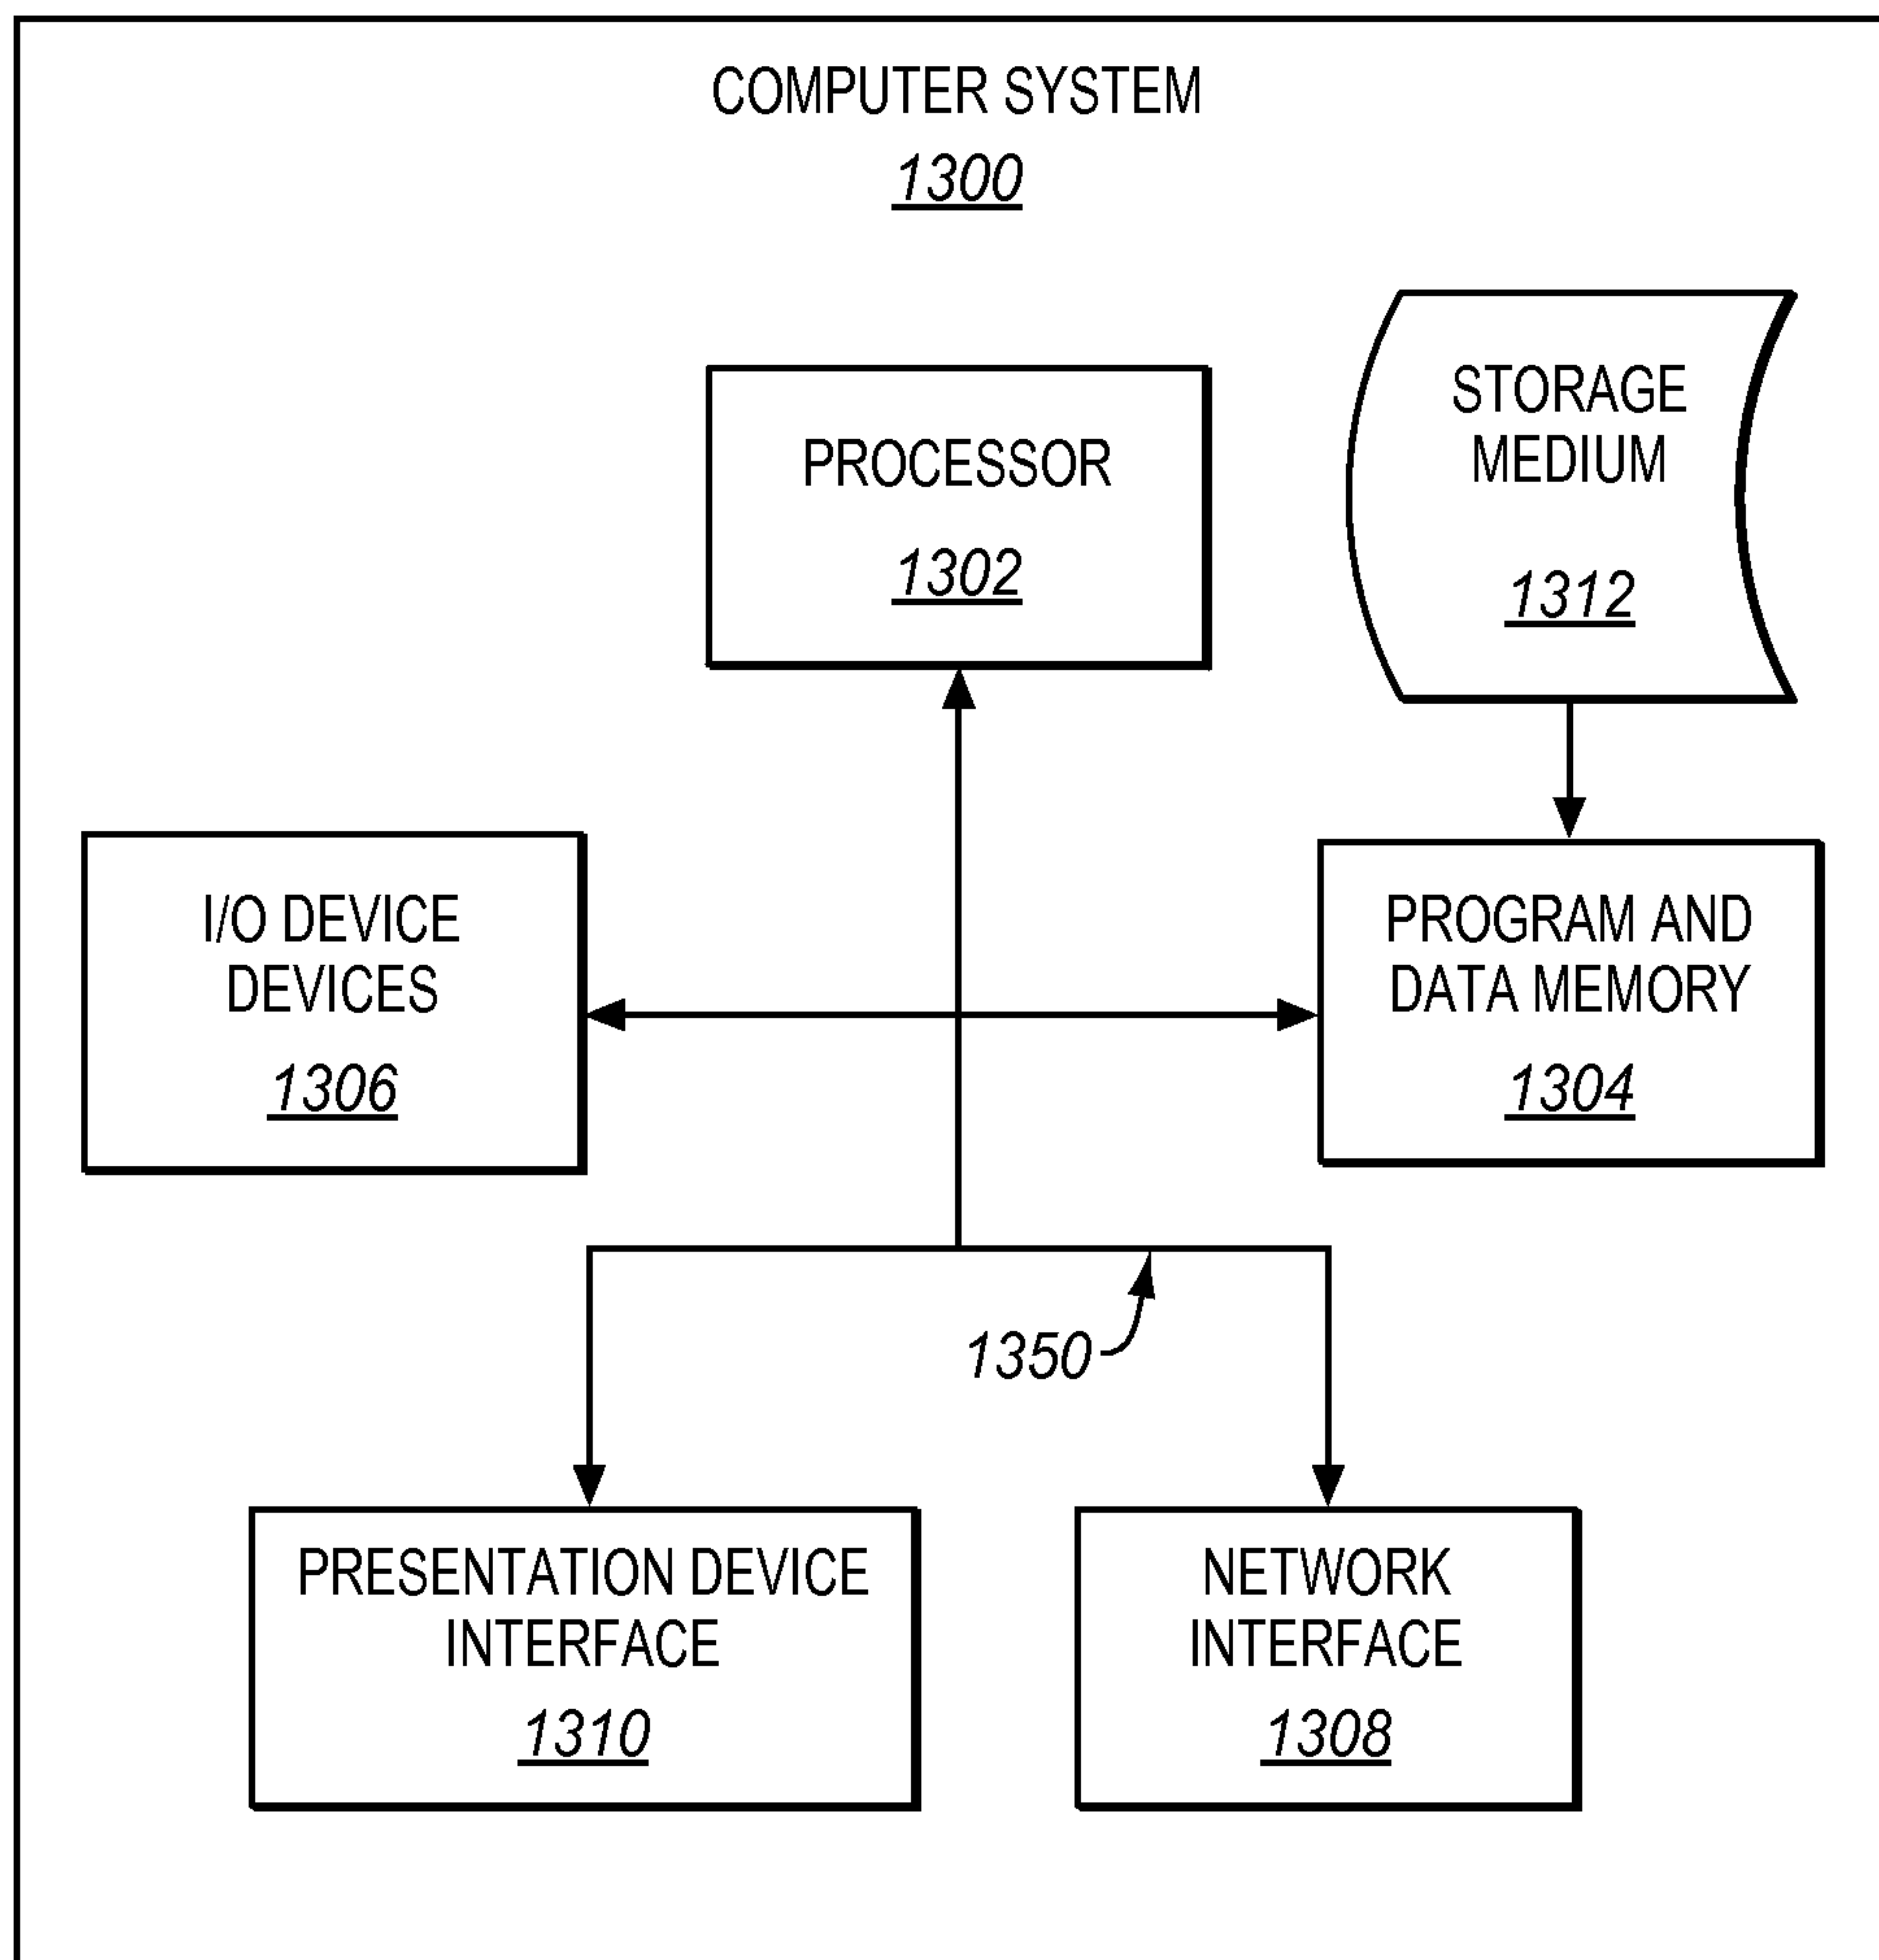 COMPUTER SYSTEM
1300
PROCESSOR
1302
STORAGE
MEDIUM
1312
I/O DEVICE
DEVICES
1306
PROGRAM AND
DATA MEMORY
1304
1350
PRESENTATION DEVICE
INTERFACE
1310
NETWORK
INTERFACE
1308